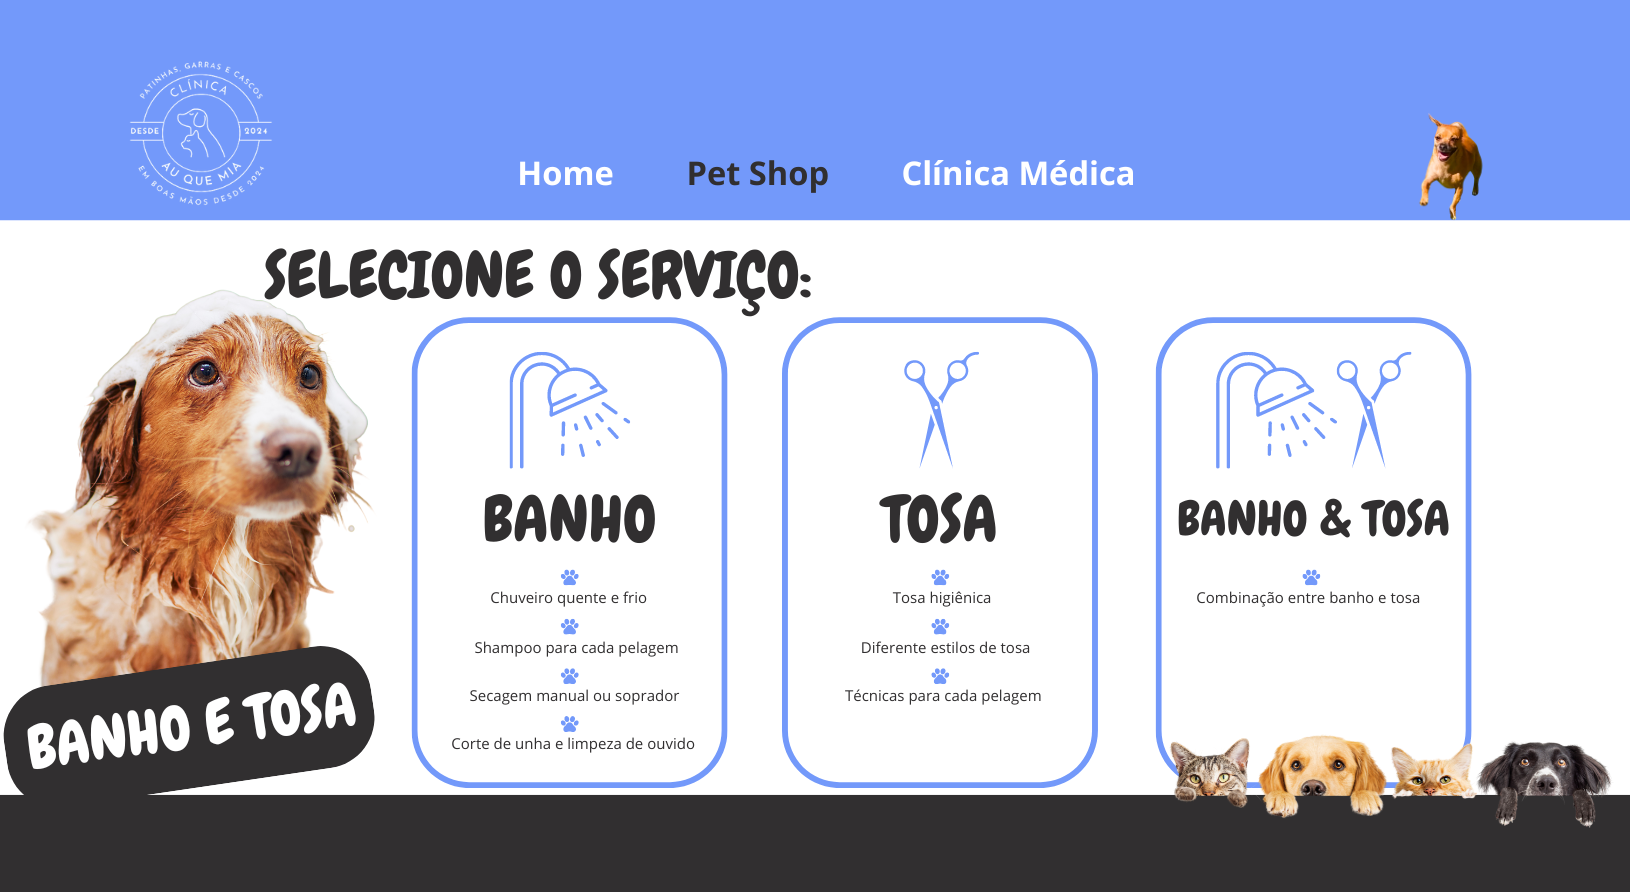 PATINHAS, GARRAS E CASCOS
CLÍNICA
DESDE 2024
AU QUE MIA
EM BOAS MÃOS DESDE 2024
Home Pet Shop Clínica Médica
SELECIONE O SERVIÇO:
BANHO
Chuveiro quente e frio
Shampoo para cada pelagem
Secagem manual ou soprador
Corte de unha e limpeza de ouvido
TOSA
Tosa higiênica
Diferente estilos de tosa
Técnicas para cada pelagem
BANHO & TOSA
Combinação entre banho e tosa
BANHO E TOSA